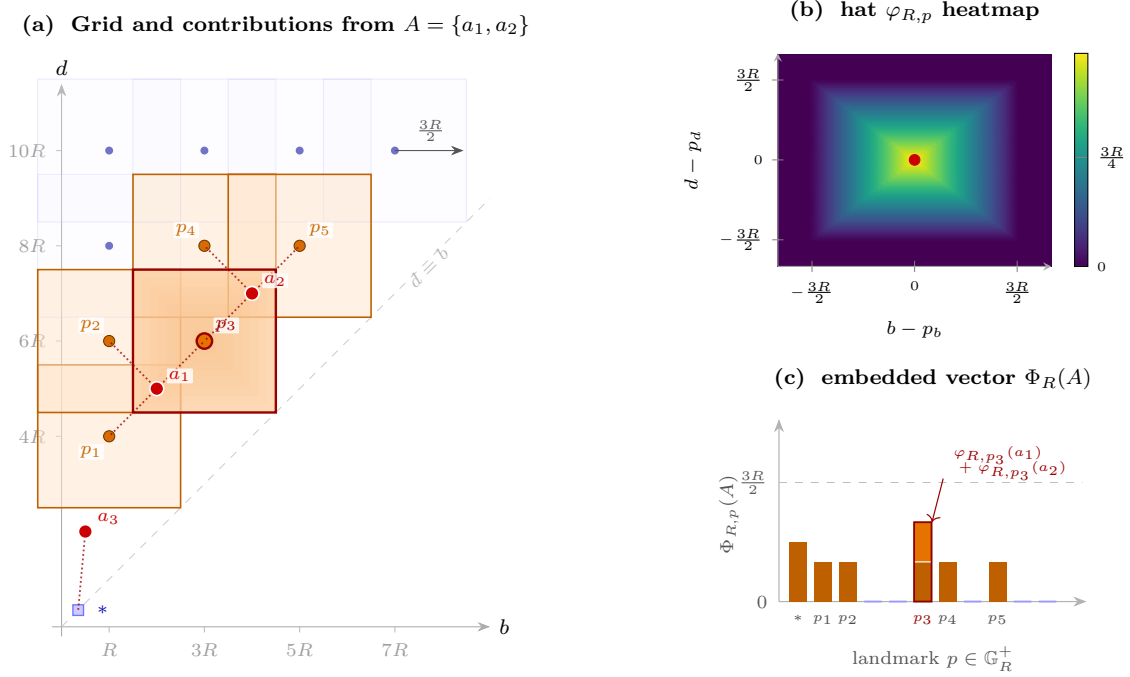 (a) Grid and contributions from A = {a₁, a₂}
d
10R
8R
6R
4R
3R/2
p₄
p₅
a₂
d = b
p₂
p₃
a₁
p₁
a₃
*
b
R
3R
5R
7R
(b) hat φ_{R,p} heatmap
d − p_d
3R/2
0
−3R/2
−3R/2
0
3R/2
b − p_b
3R/4
0
(c) embedded vector Φ_R(A)
Φ_{R,p}(A)
3R/2
0
φ_{R,p₃}(a₁)
+ φ_{R,p₃}(a₂)
* p1 p2 p3 p4 p5
landmark p ∈ 𝔾_R^+